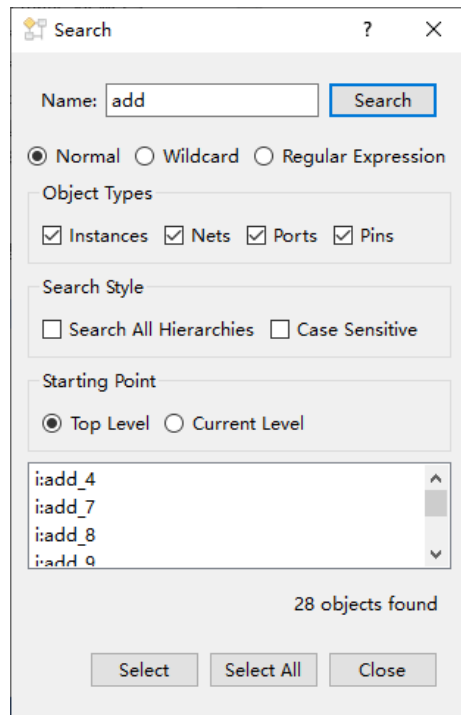 Search ?
Name: add Search
Normal Wildcard Regular Expression
Object Types
Instances Nets Ports Pins
Search Style
Search All Hierarchies Case Sensitive
Starting Point
Top Level Current Level
i:add_4
i:add_7
i:add_8
i:add_9
28 objects found
Select Select All Close